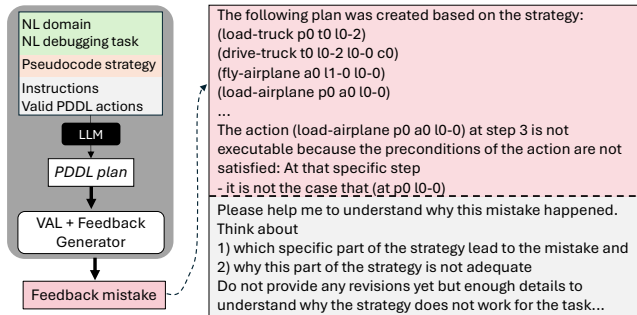 NL domain
NL debugging task
Pseudocode strategy
Instructions
Valid PDDL actions
LLM
PDDL plan
VAL + Feedback
Generator
Feedback mistake
The following plan was created based on the strategy:
(load-truck p0 t0 l0-2)
(drive-truck t0 l0-2 l0-0 c0)
(fly-airplane a0 l1-0 l0-0)
(load-airplane p0 a0 l0-0)
...
The action (load-airplane p0 a0 l0-0) at step 3 is not
executable because the preconditions of the action are not
satisfied: At that specific step
- it is not the case that (at p0 l0-0)
Please help me to understand why this mistake happened.
Think about
1) which specific part of the strategy lead to the mistake and
2) why this part of the strategy is not adequate
Do not provide any revisions yet but enough details to
understand why the strategy does not work for the task...